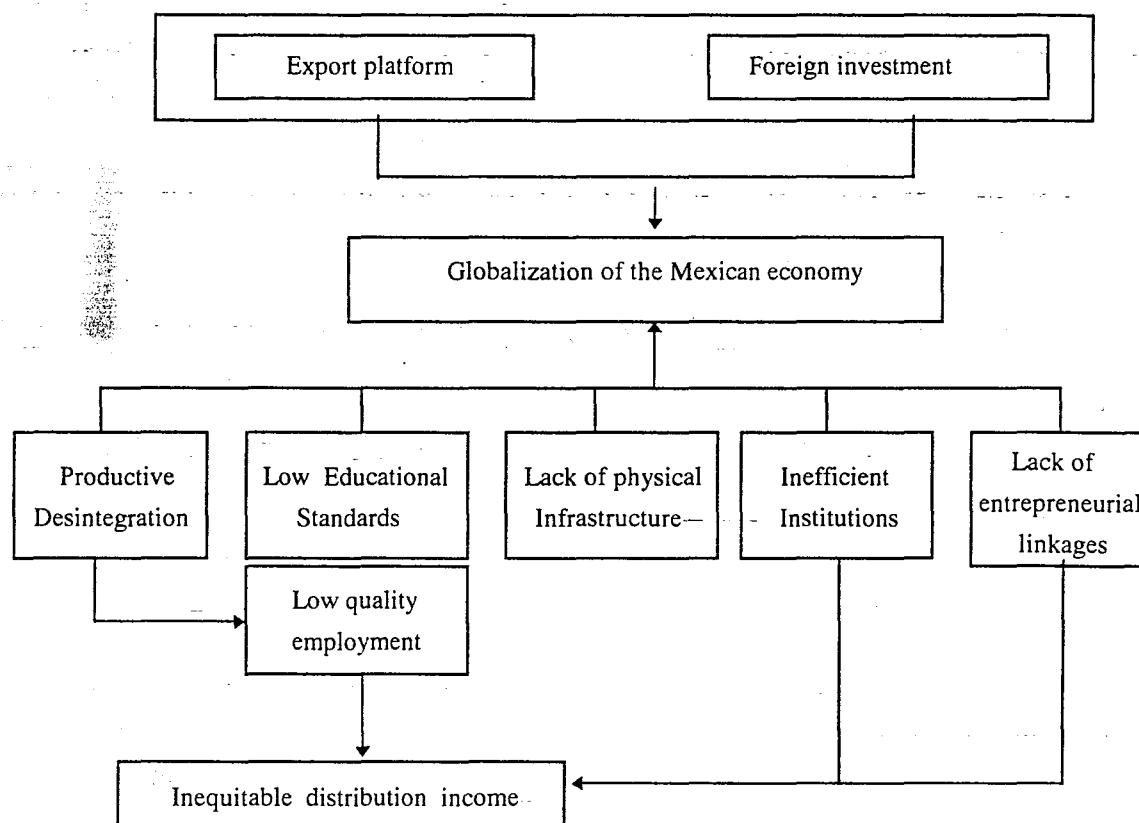 Export platform
Foreign investment
Globalization of the Mexican economy
Productive
Desintegration
Low Educational
Standards
Lack of physical
Infrastructure
Inefficient
Institutions
Lack of
entrepreneurial
linkages
Low quality
employment
Inequitable distribution income